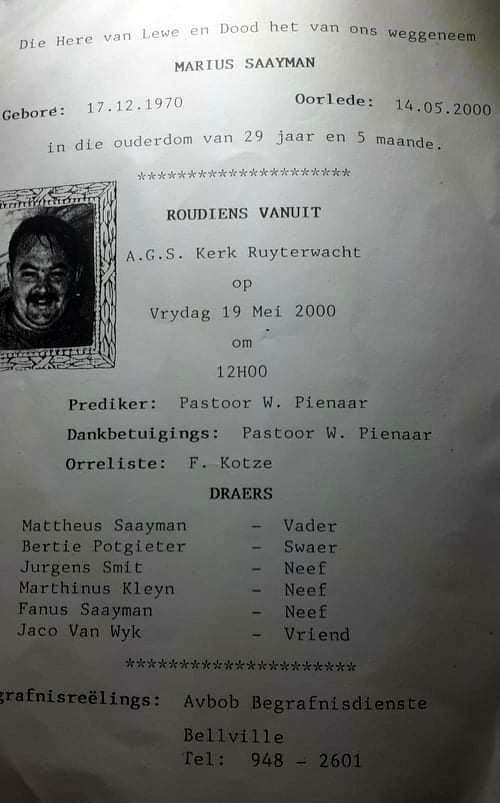 Die Here van Lewe en Dood het van ons weggeneem
MARIUS SAAYMAN
Gebore: 17.12.1970 Oorlede: 14.05.2000
in die ouderdom van 29 jaar en 5 maande.
*********************
ROUDIENS VANUIT
A.G.S. Kerk Ruyterwacht
op
Vrydag 19 Mei 2000
om
12H00
Prediker: Pastoor W. Pienaar
Dankbetuigings: Pastoor W. Pienaar
Orreliste: F. Kotze
DRAERS
Mattheus Saayman - Vader
Bertie Potgieter - Swaer
Jurgens Smit - Neef
Marthinus Kleyn - Neef
Fanus Saayman - Neef
Jaco Van Wyk - Vriend
**********************
grafnisreëlings: Avbob Begrafnisdienste
Bellville
Tel: 948 - 2601